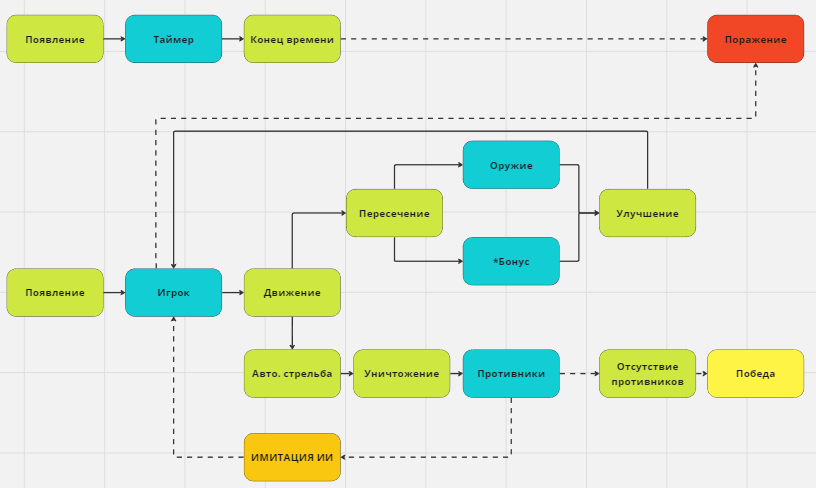 Появление
Таймер
Конец времени
Поражение
Оружие
Пересечение
Улучшение
*Бонус
Появление
Игрок
Движение
Авто. стрельба
Уничтожение
Противники
Отсутствие
противников
Победа
ИМИТАЦИЯ ИИ